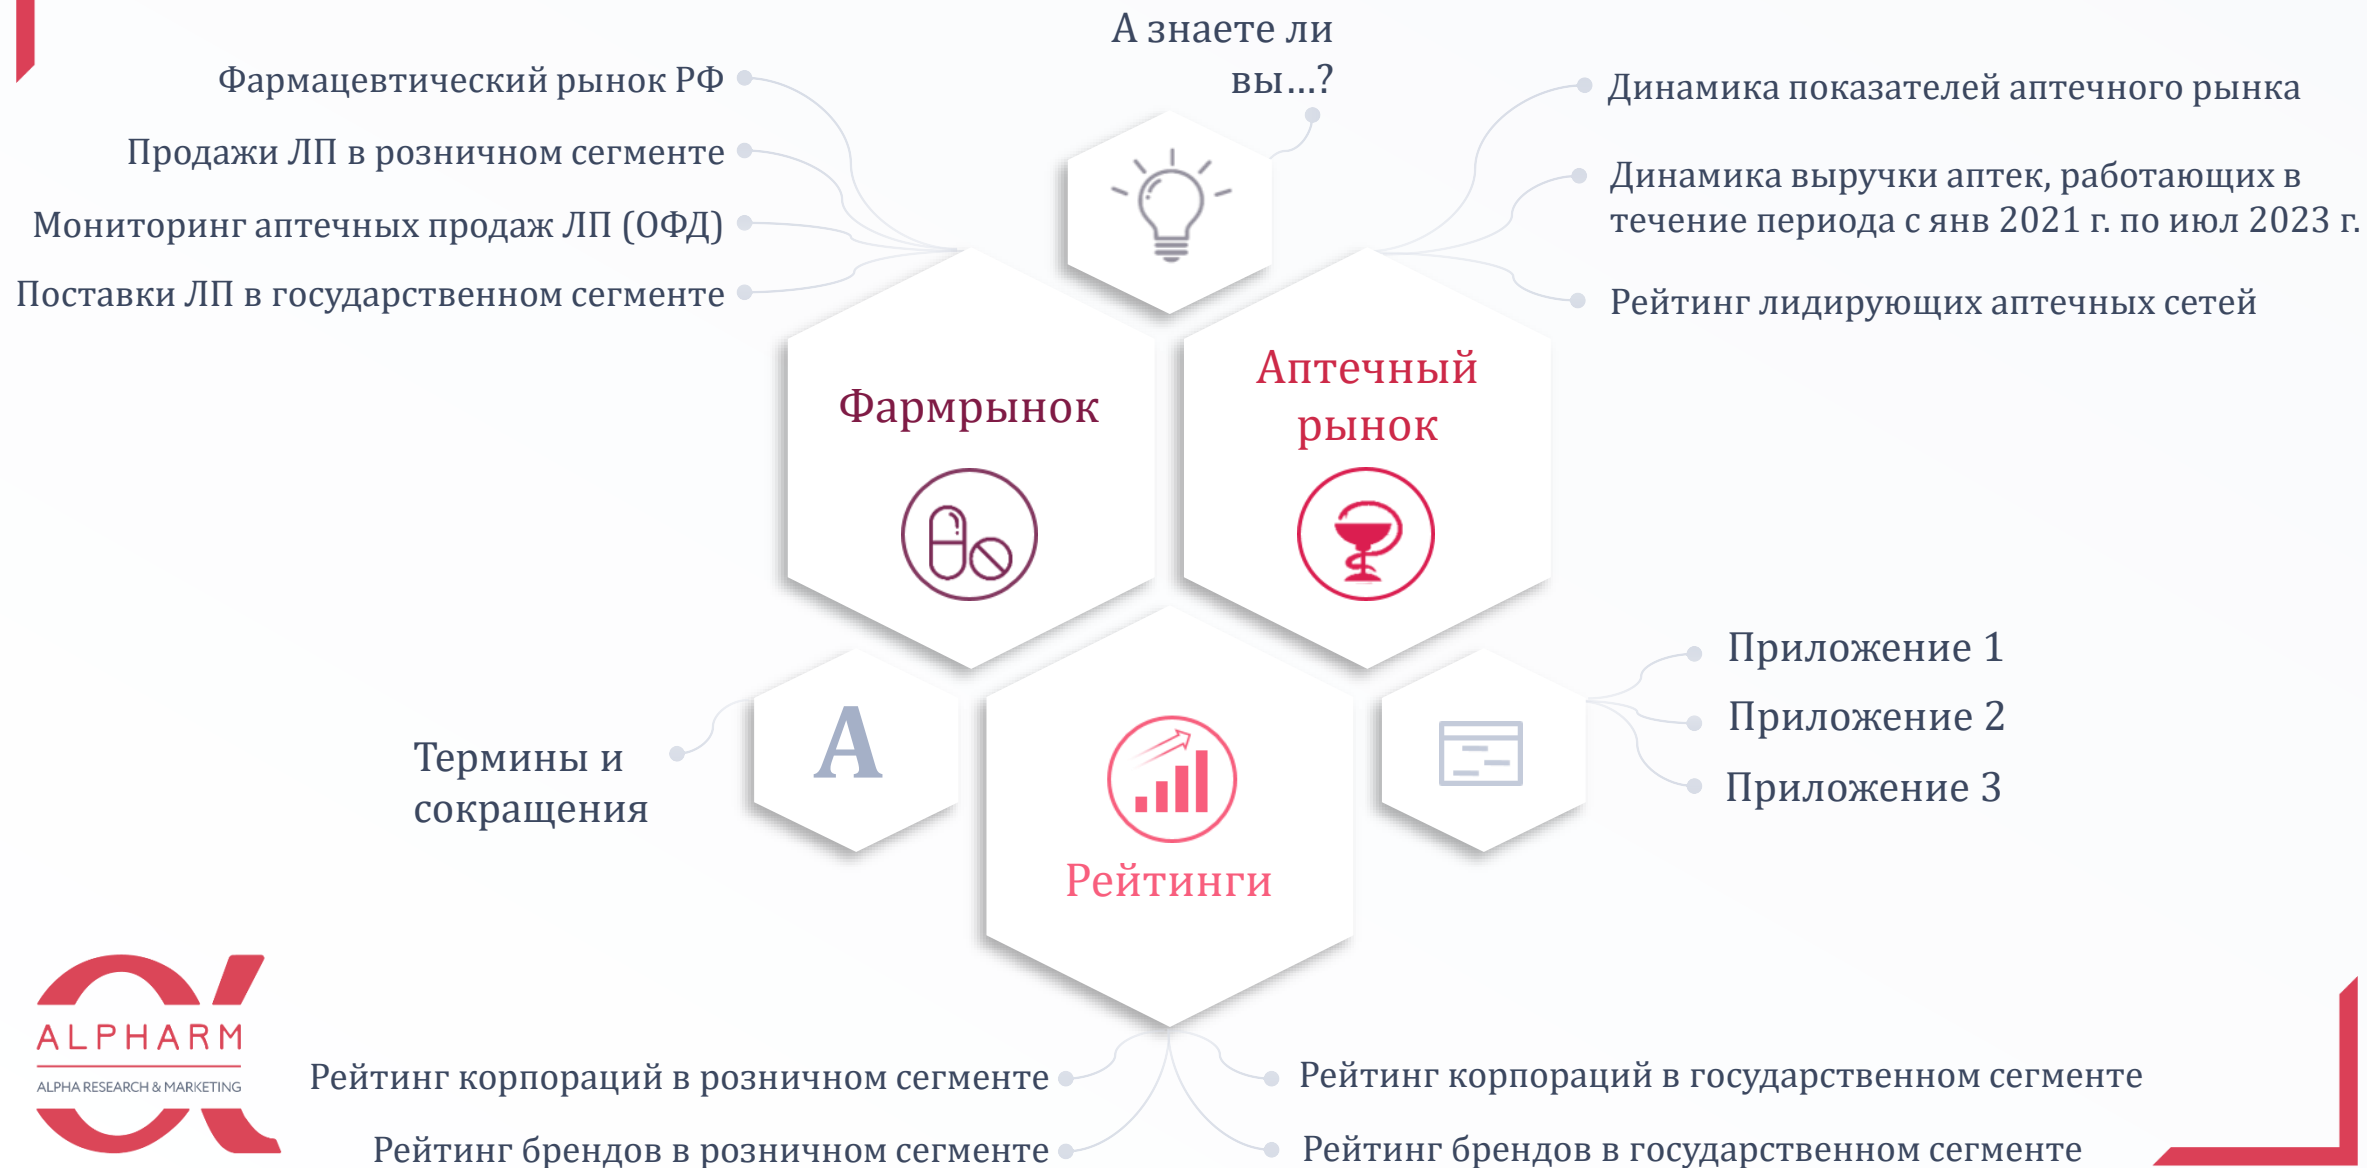 А знаете ли
вы...?
Фармацевтический рынок РФ
Продажи ЛП в розничном сегменте
Мониторинг аптечных продаж ЛП (ОФД)
Поставки ЛП в государственном сегменте
Динамика показателей аптечного рынка
Динамика выручки аптек, работающих в
течение периода с янв 2021 г. по июл 2023 г.
Рейтинг лидирующих аптечных сетей
Фармрынок
Аптечный
рынок
Термины и
сокращения
A
Рейтинги
Приложение 1
Приложение 2
Приложение 3
ALPHARM
ALPHA RESEARCH & MARKETING
Рейтинг корпораций в розничном сегменте
Рейтинг брендов в розничном сегменте
Рейтинг корпораций в государственном сегменте
Рейтинг брендов в государственном сегменте